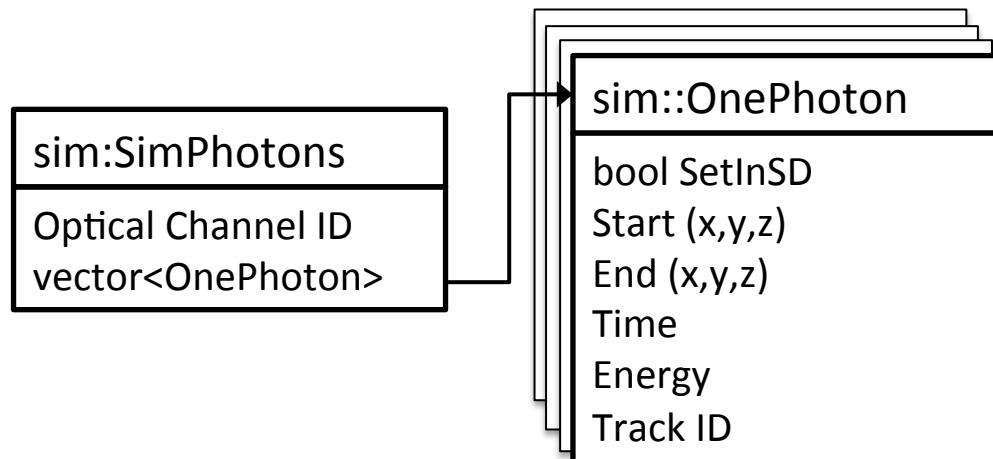 sim:SimPhotons
Optical Channel ID
vector<OnePhoton>
sim::OnePhoton
bool SetInSD
Start (x,y,z)
End (x,y,z)
Time
Energy
Track ID